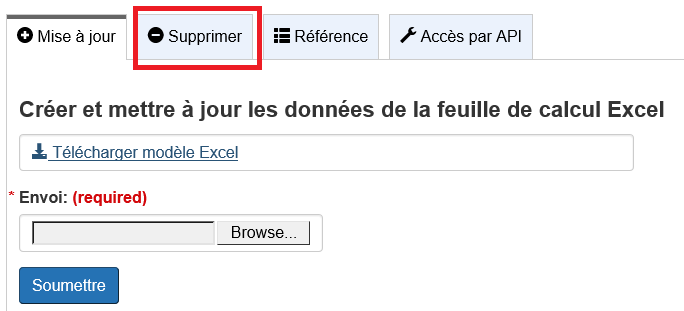 Mise à jour Supprimer Référence Accès par API
Créer et mettre à jour les données de la feuille de calcul Excel
Télécharger modèle Excel
* Envoi: (required)
Browse...
Soumettre